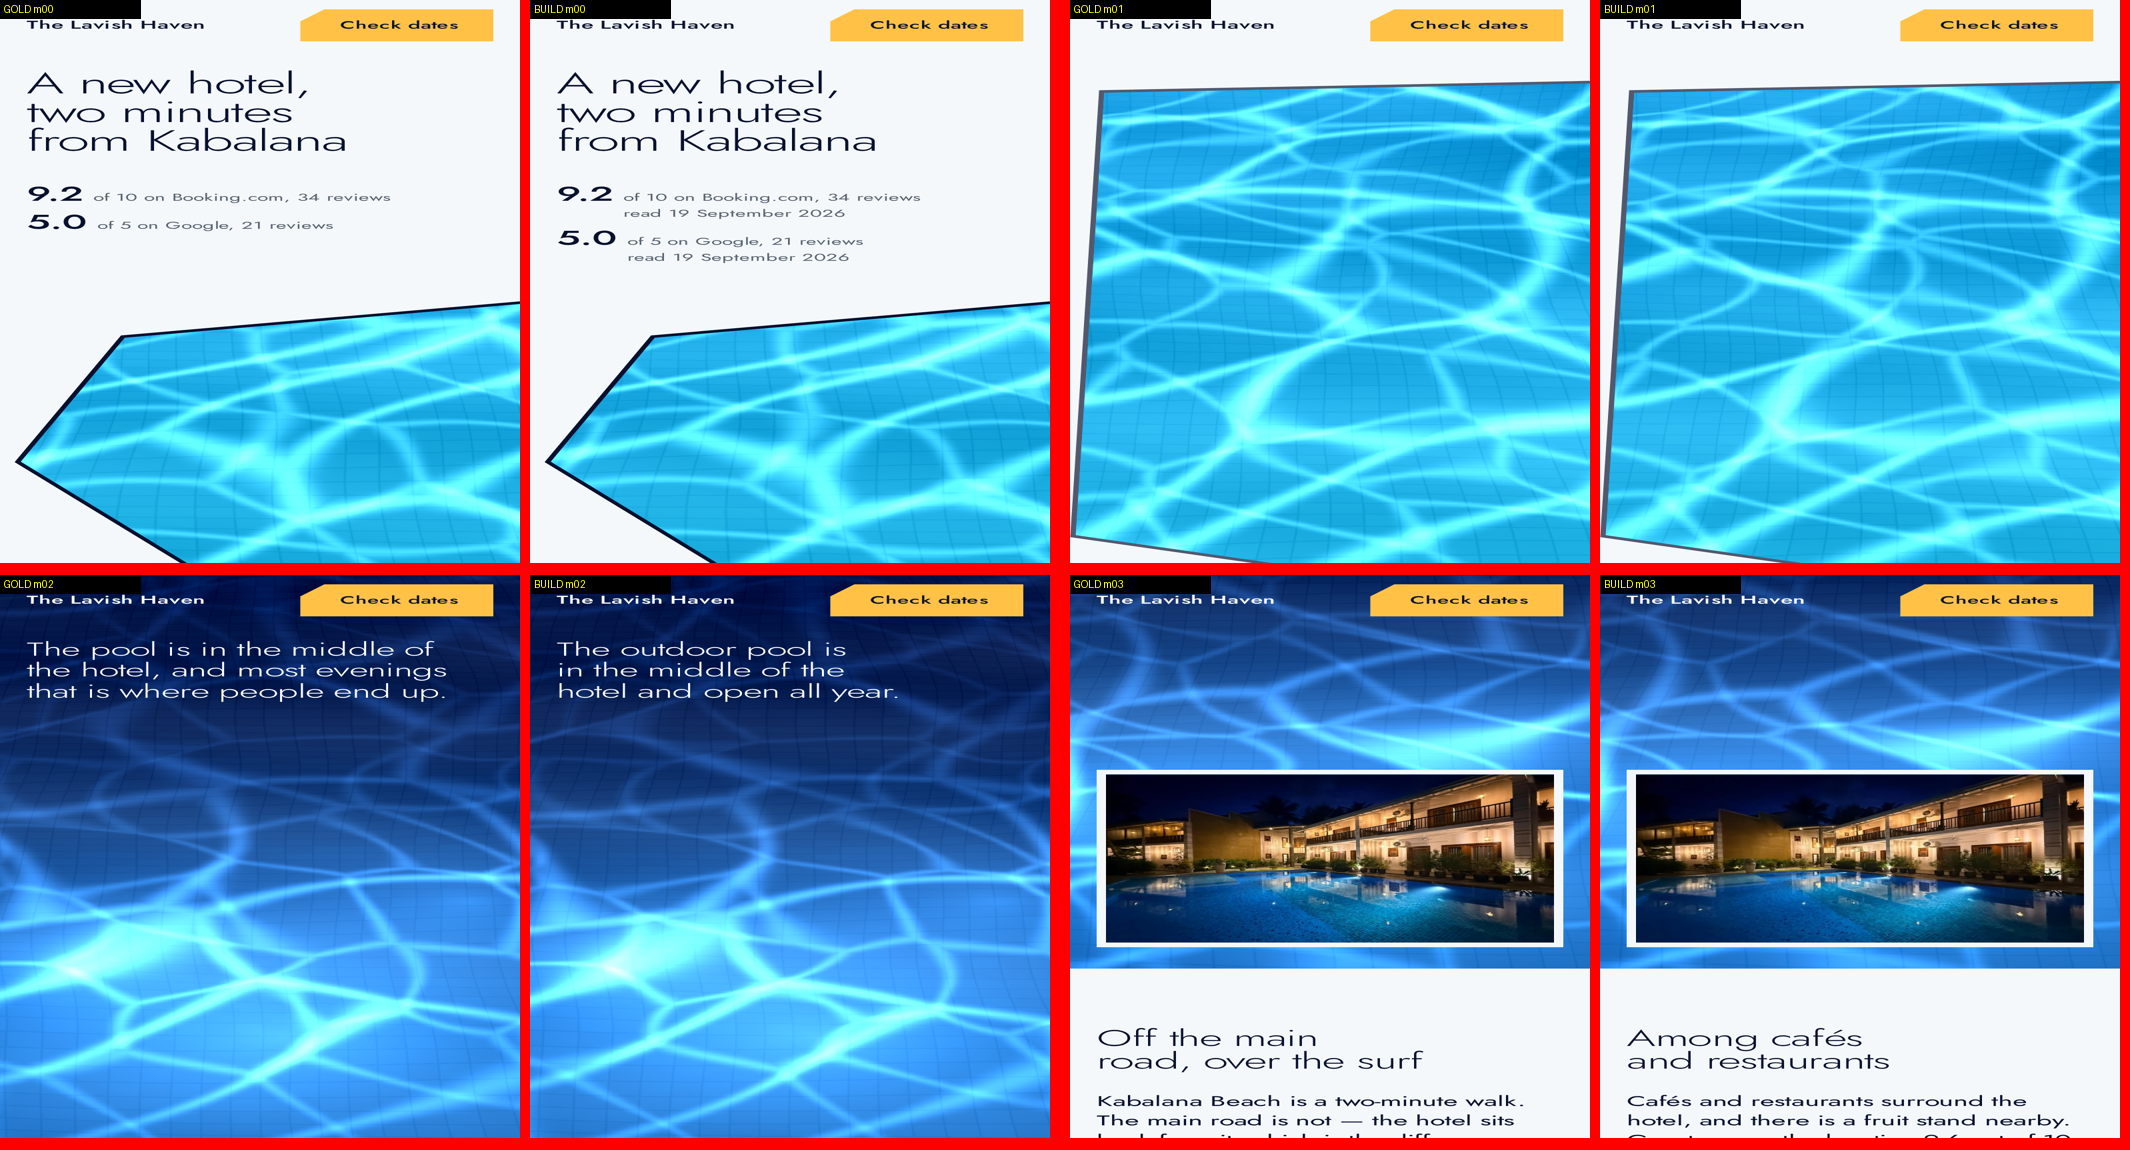 GOLD m00
The Lavish Haven
Check dates
A new hotel,
two minutes
from Kabalana
9.2 of 10 on Booking.com, 34 reviews
5.0 of 5 on Google, 21 reviews
BUILD m00
The Lavish Haven
Check dates
A new hotel,
two minutes
from Kabalana
9.2 of 10 on Booking.com, 34 reviews
read 19 September 2026
5.0 of 5 on Google, 21 reviews
read 19 September 2026
GOLD m01
The Lavish Haven
Check dates
BUILD m01
The Lavish Haven
Check dates
GOLD m02
The Lavish Haven
Check dates
The pool is in the middle of
the hotel, and most evenings
that is where people end up.
BUILD m02
The Lavish Haven
Check dates
The outdoor pool is
in the middle of the
hotel and open all year.
GOLD m03
The Lavish Haven
Check dates
Off the main
road, over the surf
Kabalana Beach is a two-minute walk.
The main road is not — the hotel sits
BUILD m03
The Lavish Haven
Check dates
Among cafés
and restaurants
Cafés and restaurants surround the
hotel, and there is a fruit stand nearby.